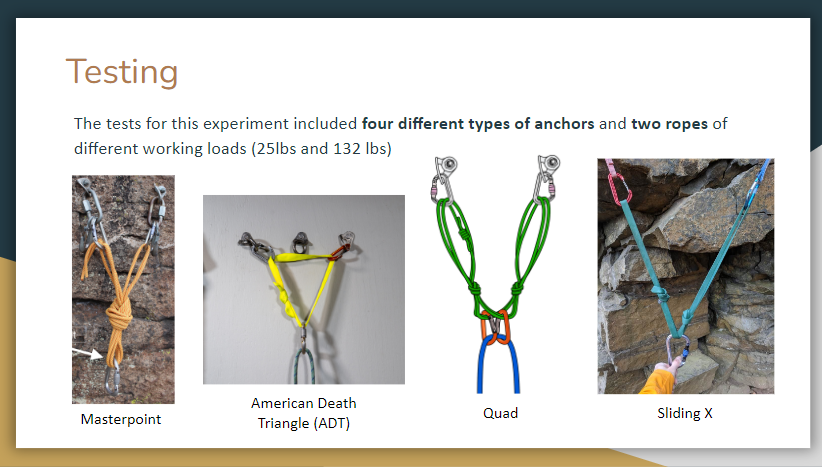 Testing
The tests for this experiment included four different types of anchors and two ropes of
different working loads (25lbs and 132 lbs)
Masterpoint
American Death
Triangle (ADT)
Quad
Sliding X